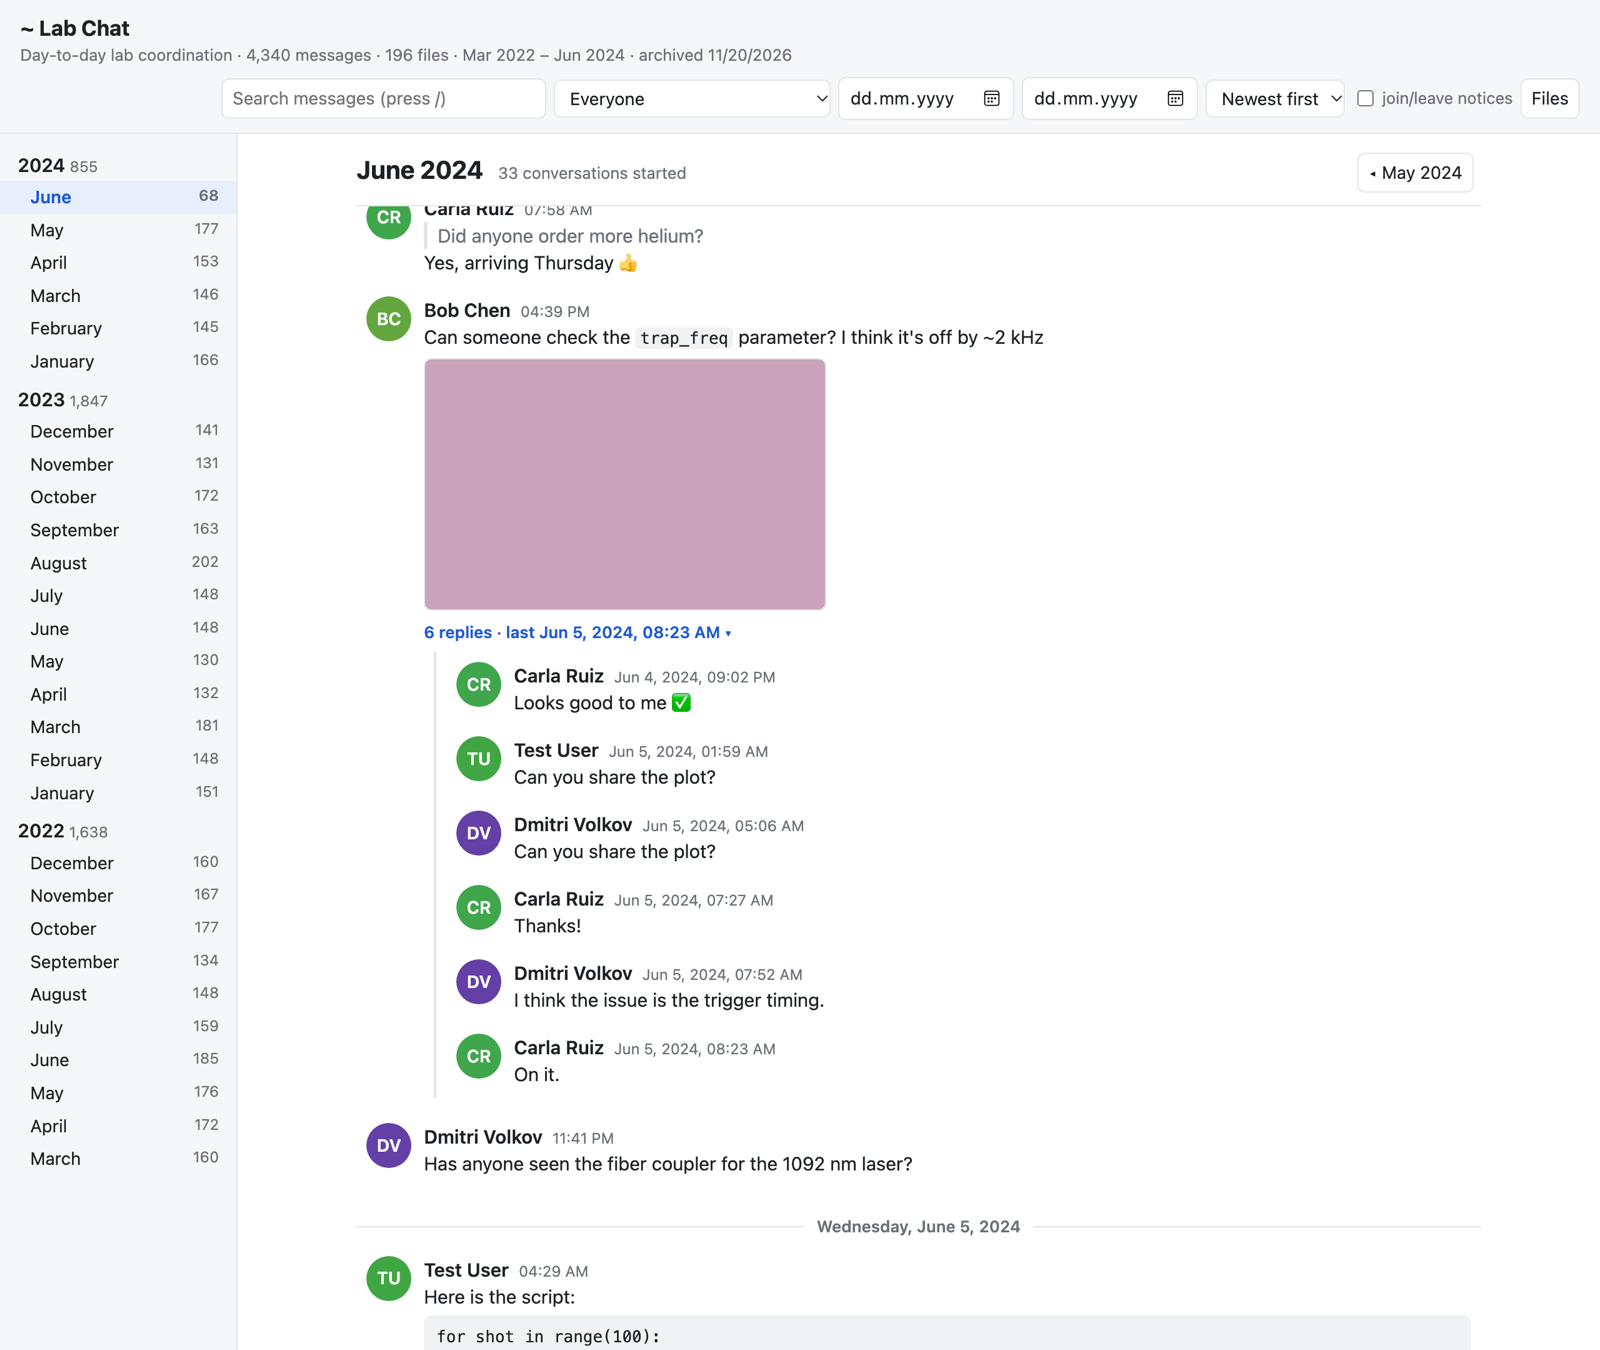 ~ Lab Chat
Day-to-day lab coordination · 4,340 messages · 196 files · Mar 2022 – Jun 2024 · archived 11/20/2026
Search messages (press /)
Everyone
dd.mm.yyyy
dd.mm.yyyy
Newest first
join/leave notices
Files
2024 855
June 68
May 177
April 153
March 146
February 145
January 166
2023 1,847
December 141
November 131
October 172
September 163
August 202
July 148
June 148
May 130
April 132
March 181
February 148
January 151
2022 1,638
December 160
November 167
October 177
September 134
August 148
July 159
June 185
May 176
April 172
March 160
June 2024 33 conversations started
◂ May 2024
CR
Carla Ruiz 07:58 AM
Did anyone order more helium?
Yes, arriving Thursday 👍
BC
Bob Chen 04:39 PM
Can someone check the trap_freq parameter? I think it's off by ~2 kHz
6 replies · last Jun 5, 2024, 08:23 AM ▾
CR
Carla Ruiz Jun 4, 2024, 09:02 PM
Looks good to me ✅
TU
Test User Jun 5, 2024, 01:59 AM
Can you share the plot?
DV
Dmitri Volkov Jun 5, 2024, 05:06 AM
Can you share the plot?
CR
Carla Ruiz Jun 5, 2024, 07:27 AM
Thanks!
DV
Dmitri Volkov Jun 5, 2024, 07:52 AM
I think the issue is the trigger timing.
CR
Carla Ruiz Jun 5, 2024, 08:23 AM
On it.
DV
Dmitri Volkov 11:41 PM
Has anyone seen the fiber coupler for the 1092 nm laser?
Wednesday, June 5, 2024
TU
Test User 04:29 AM
Here is the script:
for shot in range(100):